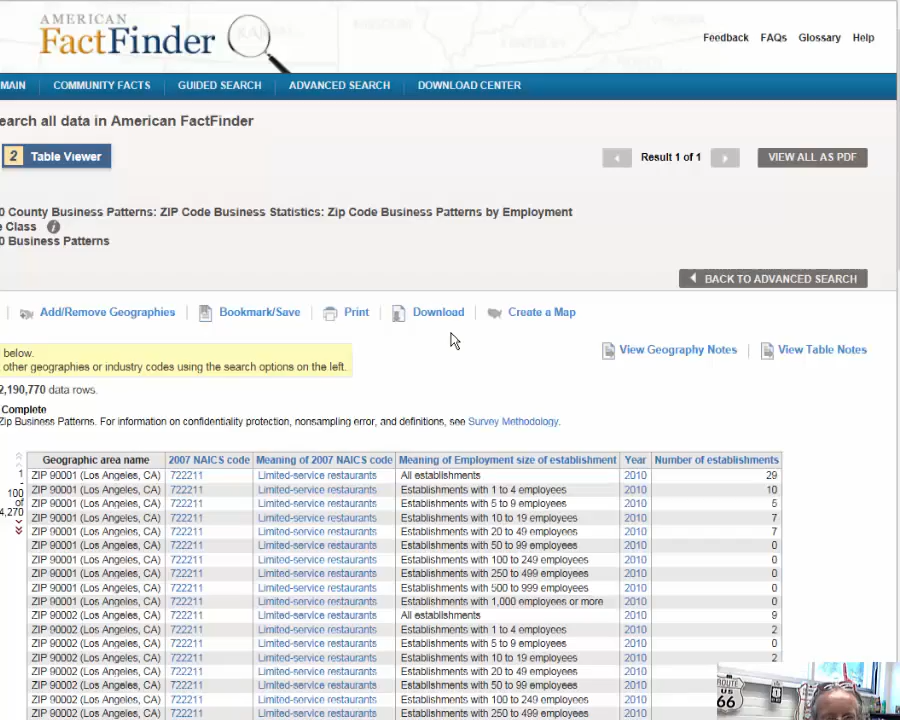 AMERICAN
FactFinder
Feedback FAQs Glossary Help
MAIN COMMUNITY FACTS GUIDED SEARCH ADVANCED SEARCH DOWNLOAD CENTER
earch all data in American FactFinder
2 Table Viewer
Result 1 of 1
VIEW ALL AS PDF
0 County Business Patterns: ZIP Code Business Statistics: Zip Code Business Patterns by Employment
e Class i
0 Business Patterns
BACK TO ADVANCED SEARCH
Add/Remove Geographies Bookmark/Save Print Download Create a Map
View Geography Notes View Table Notes
below.
other geographies or industry codes using the search options on the left.
2,190,770 data rows.
Complete
Zip Business Patterns. For information on confidentiality protection, nonsampling error, and definitions, see Survey Methodology.
1
-
100
of
4,270
Geographic area name 2007 NAICS code Meaning of 2007 NAICS code Meaning of Employment size of establishment Year Number of establishments
ZIP 90001 (Los Angeles, CA) 722211 Limited-service restaurants All establishments 2010 29
ZIP 90001 (Los Angeles, CA) 722211 Limited-service restaurants Establishments with 1 to 4 employees 2010 10
ZIP 90001 (Los Angeles, CA) 722211 Limited-service restaurants Establishments with 5 to 9 employees 2010 5
ZIP 90001 (Los Angeles, CA) 722211 Limited-service restaurants Establishments with 10 to 19 employees 2010 7
ZIP 90001 (Los Angeles, CA) 722211 Limited-service restaurants Establishments with 20 to 49 employees 2010 7
ZIP 90001 (Los Angeles, CA) 722211 Limited-service restaurants Establishments with 50 to 99 employees 2010 0
ZIP 90001 (Los Angeles, CA) 722211 Limited-service restaurants Establishments with 100 to 249 employees 2010 0
ZIP 90001 (Los Angeles, CA) 722211 Limited-service restaurants Establishments with 250 to 499 employees 2010 0
ZIP 90001 (Los Angeles, CA) 722211 Limited-service restaurants Establishments with 500 to 999 employees 2010 0
ZIP 90001 (Los Angeles, CA) 722211 Limited-service restaurants Establishments with 1,000 employees or more 2010 0
ZIP 90002 (Los Angeles, CA) 722211 Limited-service restaurants All establishments 2010 9
ZIP 90002 (Los Angeles, CA) 722211 Limited-service restaurants Establishments with 1 to 4 employees 2010 2
ZIP 90002 (Los Angeles, CA) 722211 Limited-service restaurants Establishments with 5 to 9 employees 2010 0
ZIP 90002 (Los Angeles, CA) 722211 Limited-service restaurants Establishments with 10 to 19 employees 2010 2
ZIP 90002 (Los Angeles, CA) 722211 Limited-service restaurants Establishments with 20 to 49 employees 2010
ZIP 90002 (Los Angeles, CA) 722211 Limited-service restaurants Establishments with 50 to 99 employees 2010
ZIP 90002 (Los Angeles, CA) 722211 Limited-service restaurants Establishments with 100 to 249 employees 2010
ZIP 90002 (Los Angeles, CA) 722211 Limited-service restaurants Establishments with 250 to 499 employees 2010
ROUTE
US
66